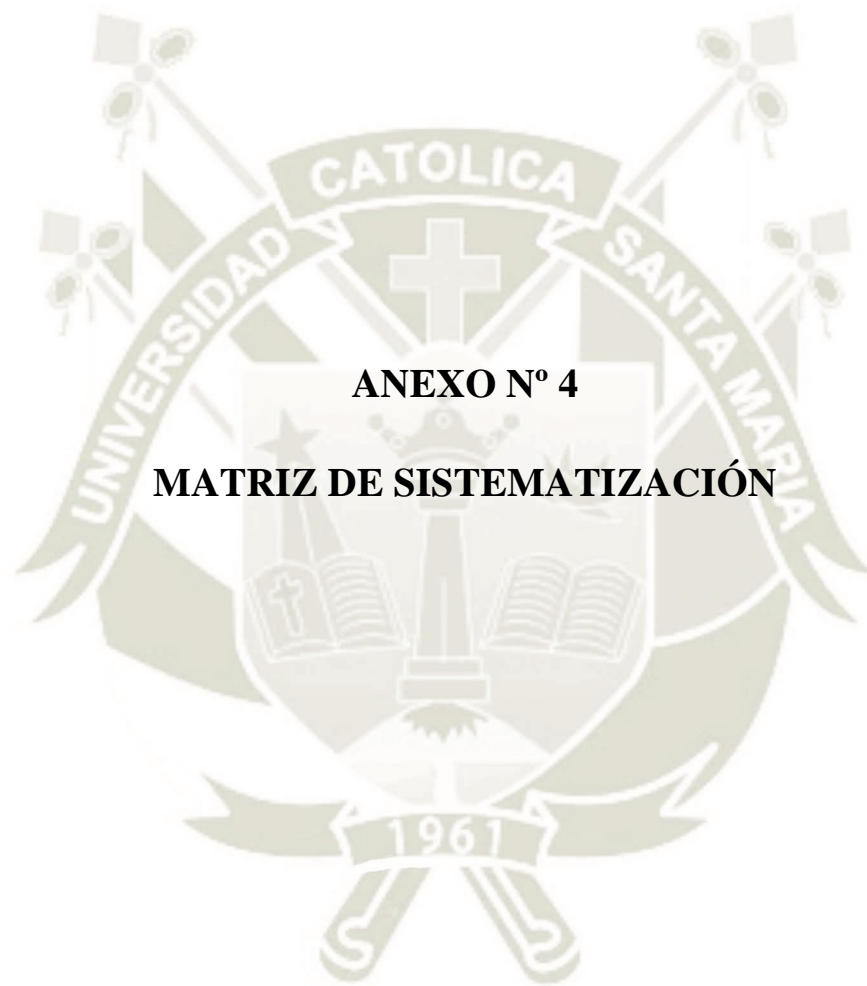 CATOLICA
UNIVERSIDAD
SANTA MARIA
ANEXO Nº 4
MATRIZ DE SISTEMATIZACIÓN
1961